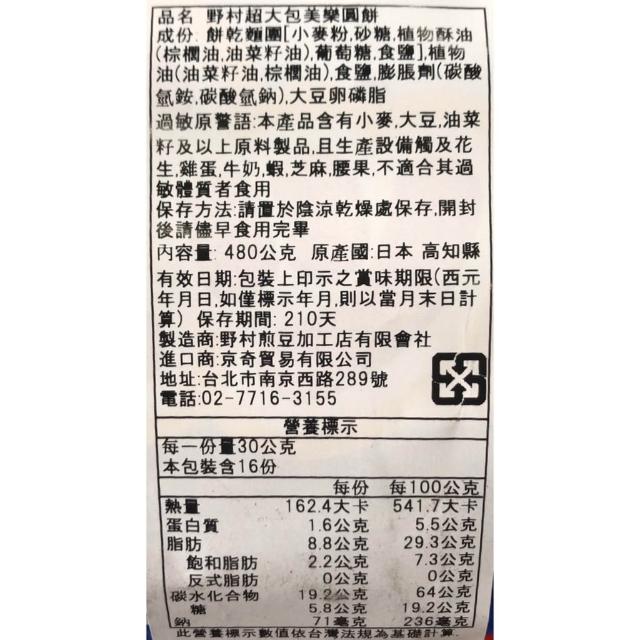 品名 野村超大包美樂圓餅
成份: 餅乾麵團[小麥粉,砂糖,植物酥油
(棕櫚油,油菜籽油),葡萄糖,食鹽],植物
油(油菜籽油,棕櫚油),食鹽,膨脹劑(碳酸
氫銨,碳酸氫鈉),大豆卵磷脂
過敏原警語:本產品含有小麥,大豆,油菜
籽及以上原料製品,且生產設備觸及花
生,雞蛋,牛奶,蝦,芝麻,腰果,不適合其過
敏體質者食用
保存方法:請置於陰涼乾燥處保存,開封
後請儘早食用完畢
內容量: 480公克 原產國:日本 高知縣
有效日期:包裝上印示之賞味期限(西元
年月日,如僅標示年月,則以當月末日計
算) 保存期間: 210天
製造商:野村煎豆加工店有限會社
進口商:京奇貿易有限公司
地址:台北市南京西路289號
電話:02-7716-3155
營養標示
每一份量30公克
本包裝含16份
每份 每100公克
熱量 162.4大卡 541.7大卡
蛋白質 1.6公克 5.5公克
脂肪 8.8公克 29.3公克
飽和脂肪 2.2公克 7.3公克
反式脂肪 0公克 0公克
碳水化合物 19.2公克 64公克
糖 5.8公克 19.2公克
鈉 71毫克 236毫克
此營養標示數值依台灣法規為基礎計算